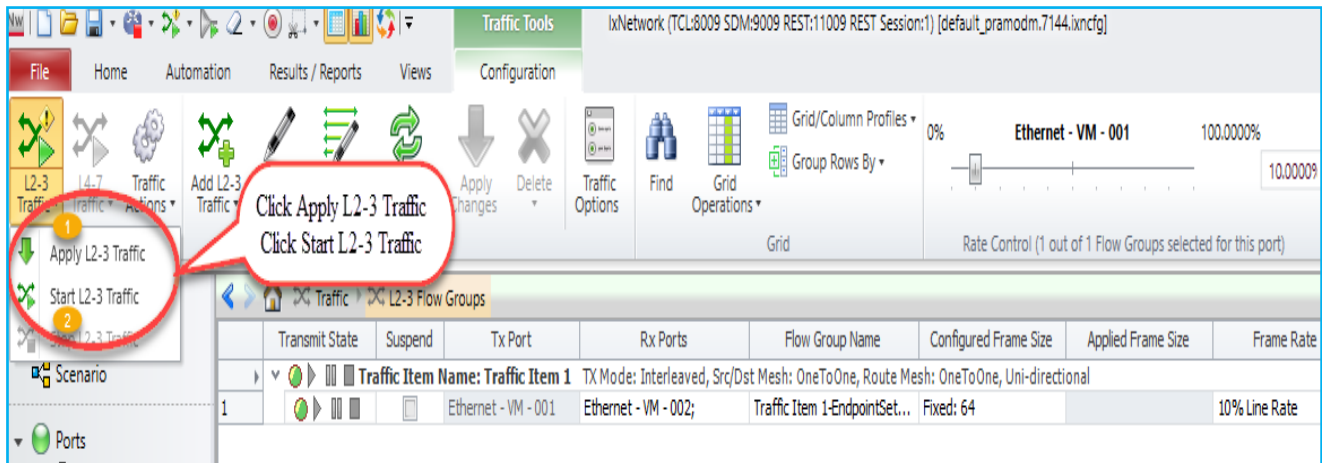 Nw
Traffic Tools
IxNetwork (TCL:8009 SDM:9009 REST:11009 REST Session:1) [default_pramodm.7144.ixncfg]
File Home Automation Results / Reports Views Configuration
L2-3 Traffic
L4-7 Traffic
Traffic Actions
Add L2-3 Traffic
Apply Changes
Delete
Traffic Options
Find
Grid Operations
Grid/Column Profiles
Group Rows By
Grid
0% Ethernet - VM - 001 100.0000%
10.0000%
Rate Control (1 out of 1 Flow Groups selected for this port)
Click Apply L2-3 Traffic
Click Start L2-3 Traffic
1
Apply L2-3 Traffic
Start L2-3 Traffic
2
Stop L2-3 Traffic
Scenario
Ports
Traffic L2-3 Flow Groups
Transmit State Suspend Tx Port Rx Ports Flow Group Name Configured Frame Size Applied Frame Size Frame Rate
Traffic Item Name: Traffic Item 1 TX Mode: Interleaved, Src/Dst Mesh: OneToOne, Route Mesh: OneToOne, Uni-directional
1 Ethernet - VM - 001 Ethernet - VM - 002; Traffic Item 1-EndpointSet... Fixed: 64 10% Line Rate